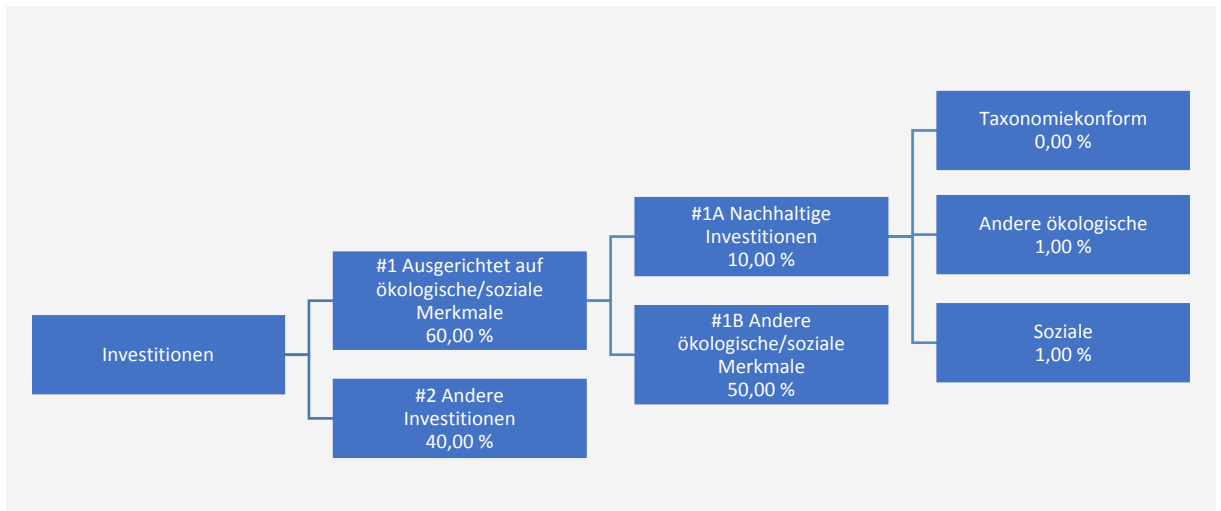 Investitionen
#1 Ausgerichtet auf
ökologische/soziale
Merkmale
60,00 %
#2 Andere
Investitionen
40,00 %
#1A Nachhaltige
Investitionen
10,00 %
#1B Andere
ökologische/soziale
Merkmale
50,00 %
Taxonomiekonform
0,00 %
Andere ökologische
1,00 %
Soziale
1,00 %